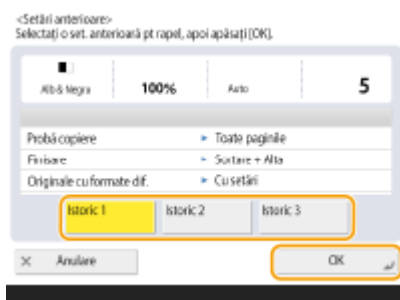 <Setări anterioare>
Selectați o set. anterioară pt rapel, apoi apăsați [OK].
Alb & Negru 100% Auto 5
Probă copiere ▸ Toate paginile
Finisare ▸ Sortare + Alta
Originale cu formate dif. ▸ Cu setări
Istoric 1 Istoric 2 Istoric 3
× Anulare OK